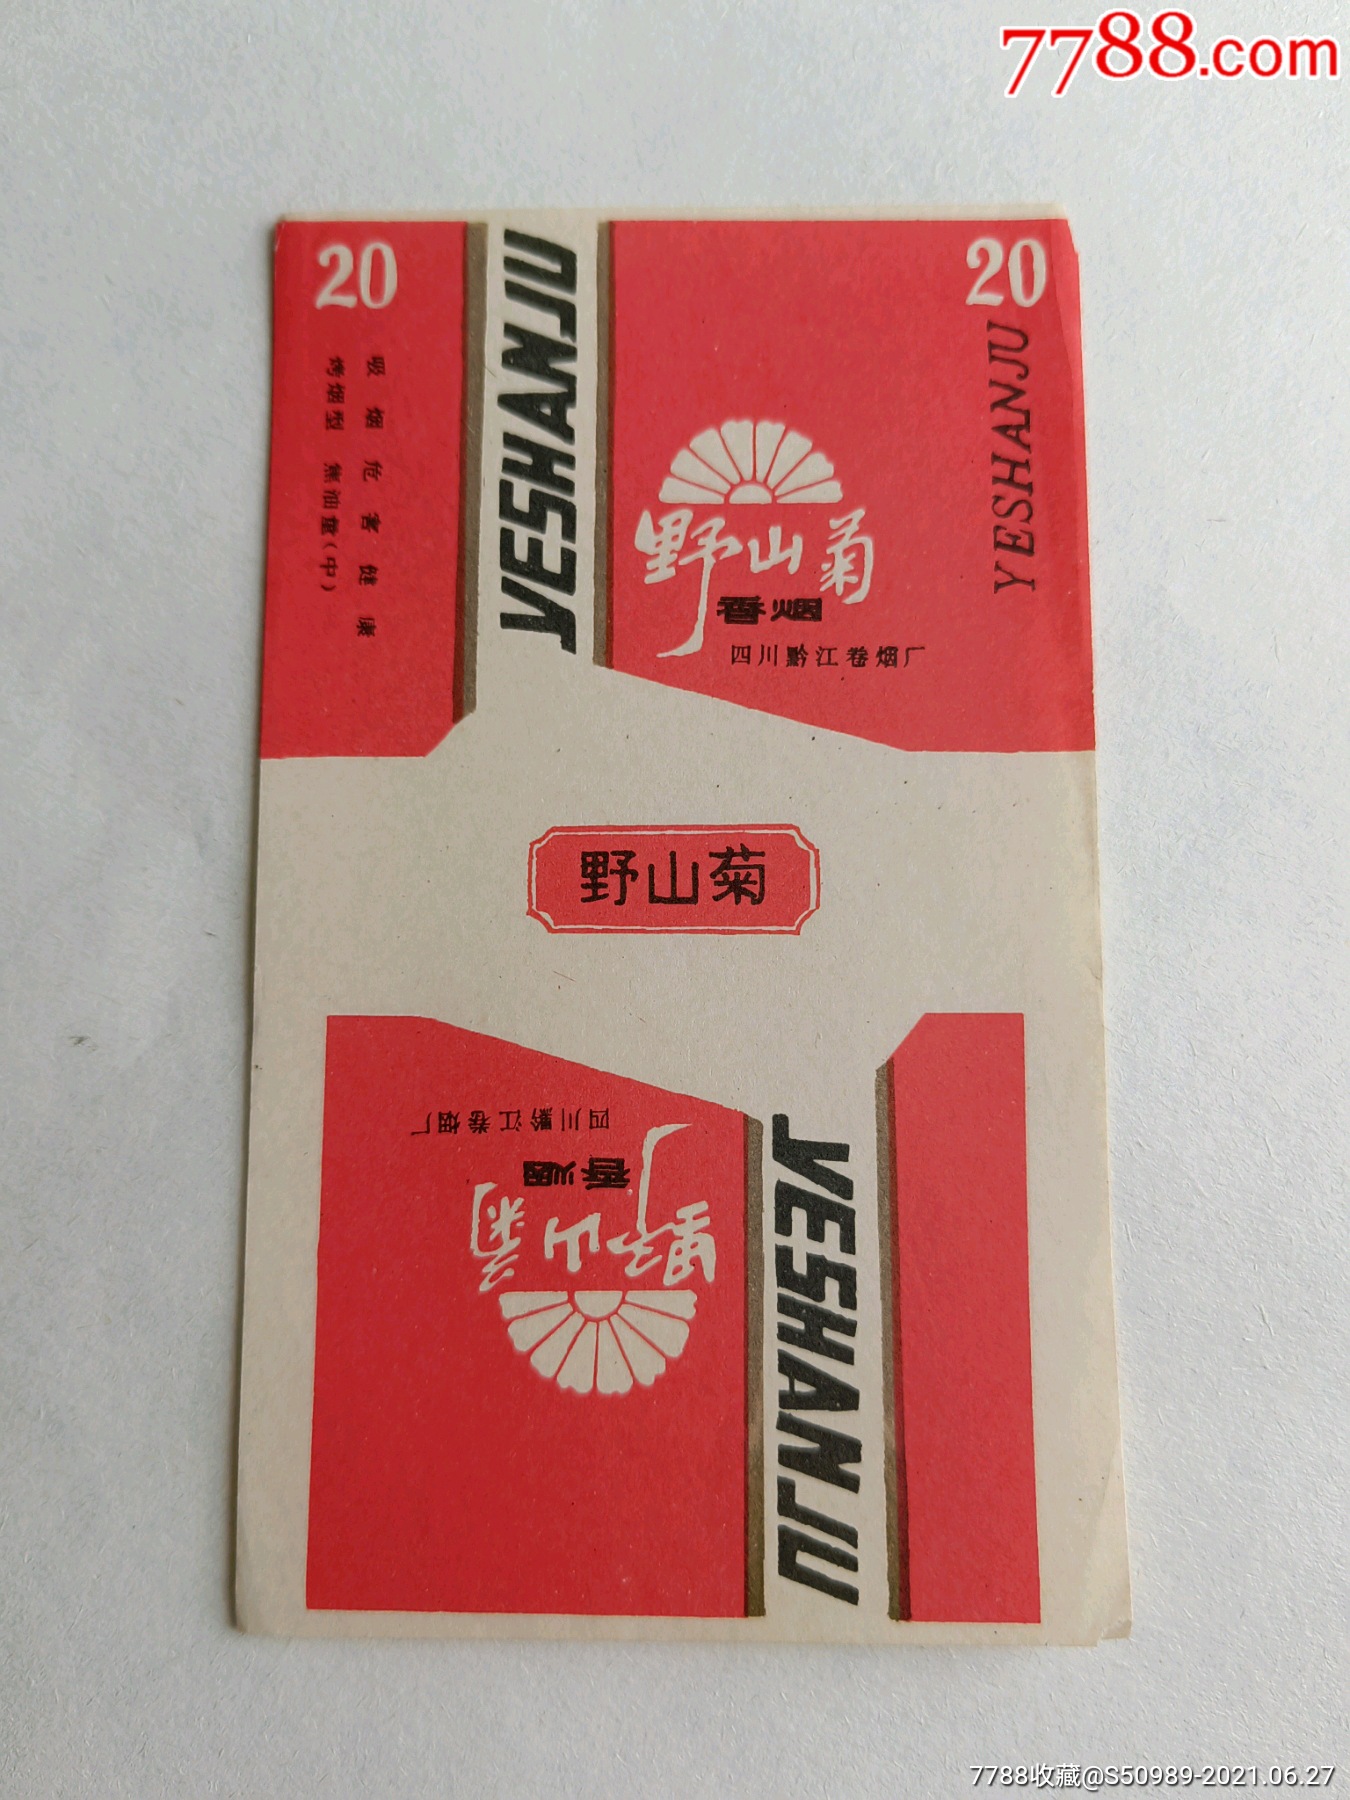 7788.com
20
吸烟危害健康
烤烟型 焦油量(中)
YESHANJU
20
YESHANJU
野山菊
香烟
四川黔江卷烟厂
野山菊
四川黔江卷烟厂
香烟
野山菊
YESHANJU
7788收藏@S50989-2021.06.27